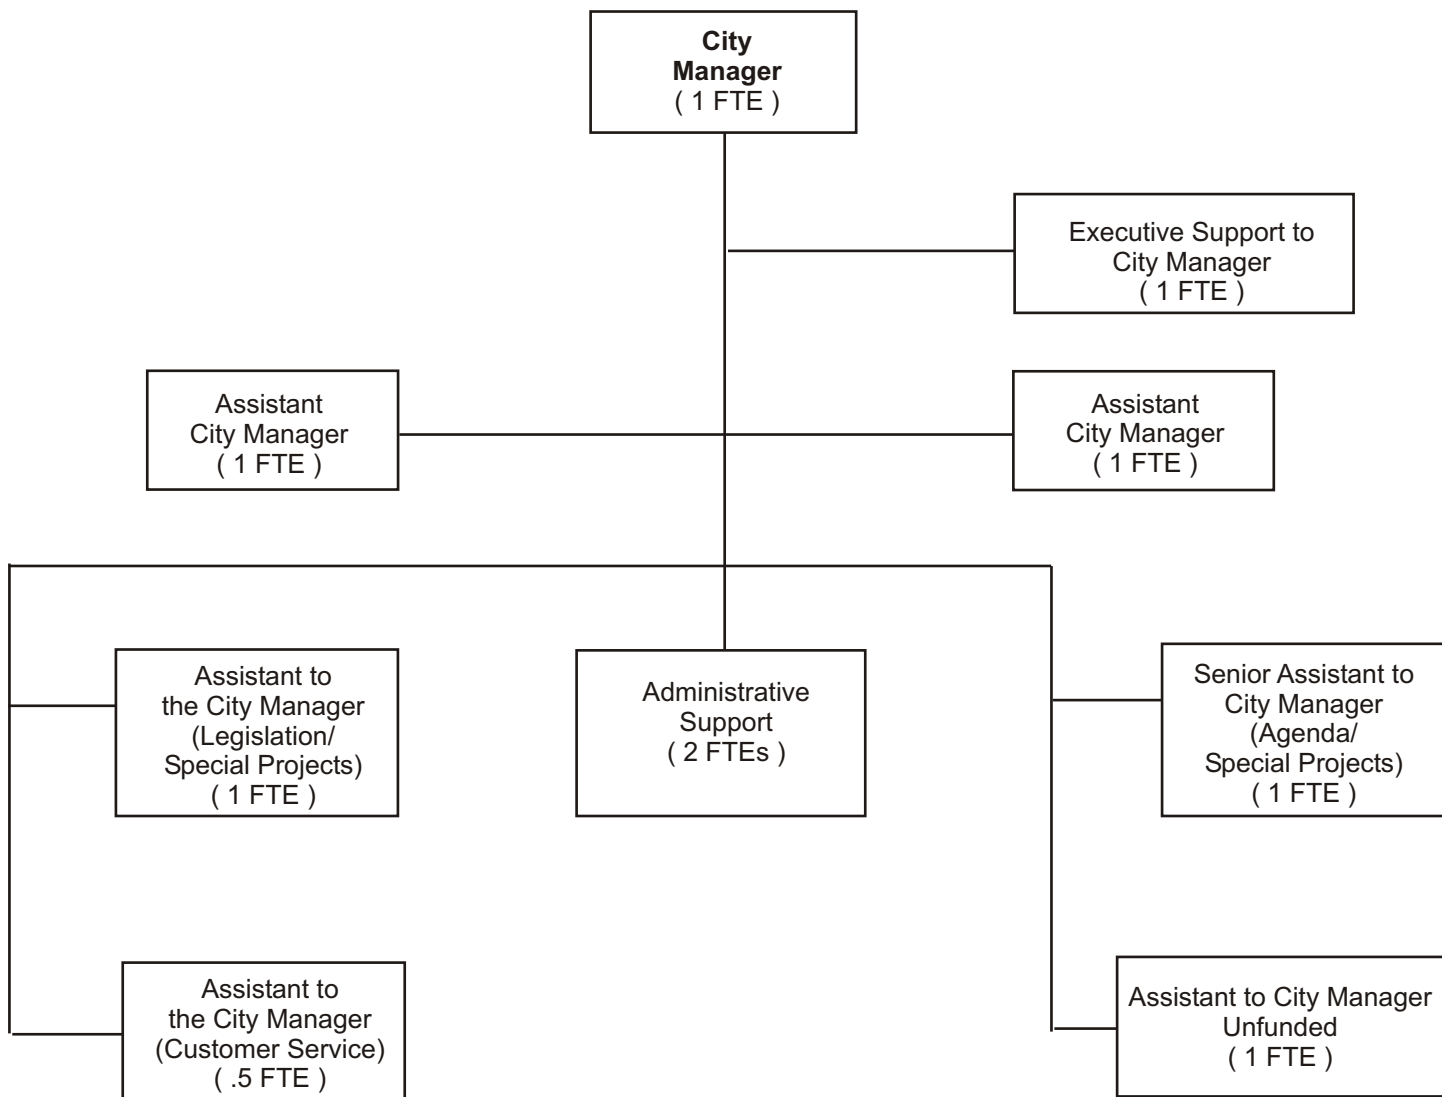 City
Manager
( 1 FTE )
Executive Support to
City Manager
( 1 FTE )
Assistant
City Manager
( 1 FTE )
Assistant
City Manager
( 1 FTE )
Assistant to
the City Manager
(Legislation/
Special Projects)
( 1 FTE )
Administrative
Support
( 2 FTEs )
Senior Assistant to
City Manager
(Agenda/
Special Projects)
( 1 FTE )
Assistant to
the City Manager
(Customer Service)
( .5 FTE )
Assistant to City Manager
Unfunded
( 1 FTE )